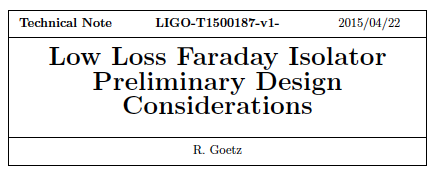 Technical Note LIGO-T1500187-v1- 2015/04/22
Low Loss Faraday Isolator
Preliminary Design
Considerations
R. Goetz